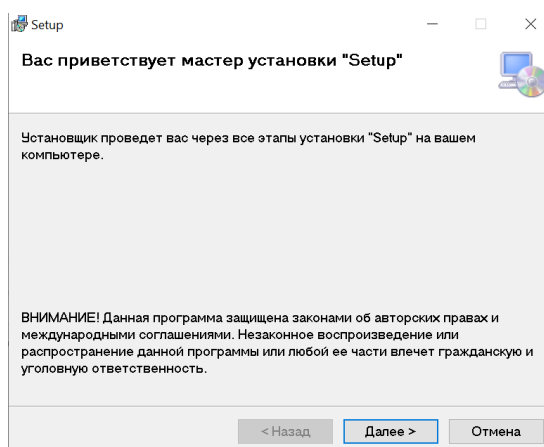 Setup
Вас приветствует мастер установки "Setup"
Установщик проведет вас через все этапы установки "Setup" на вашем
компьютере.
ВНИМАНИЕ! Данная программа защищена законами об авторских правах и
международными соглашениями. Незаконное воспроизведение или
распространение данной программы или любой ее части влечет гражданскую и
уголовную ответственность.
< Назад Далее > Отмена